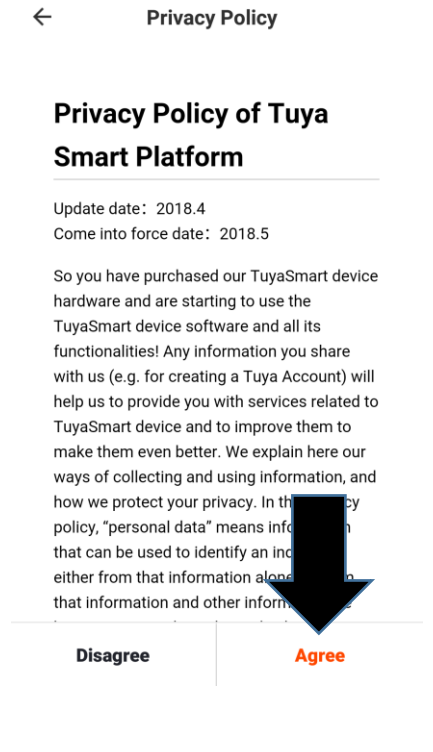 Privacy Policy
Privacy Policy of Tuya
Smart Platform
Update date：2018.4
Come into force date：2018.5
So you have purchased our TuyaSmart device
hardware and are starting to use the
TuyaSmart device software and all its
functionalities! Any information you share
with us (e.g. for creating a Tuya Account) will
help us to provide you with services related to
TuyaSmart device and to improve them to
make them even better. We explain here our
ways of collecting and using information, and
how we protect your privacy. In
policy, “personal data” means
that can be used to identify an
either from that information alone
that information and other
Disagree
Agree